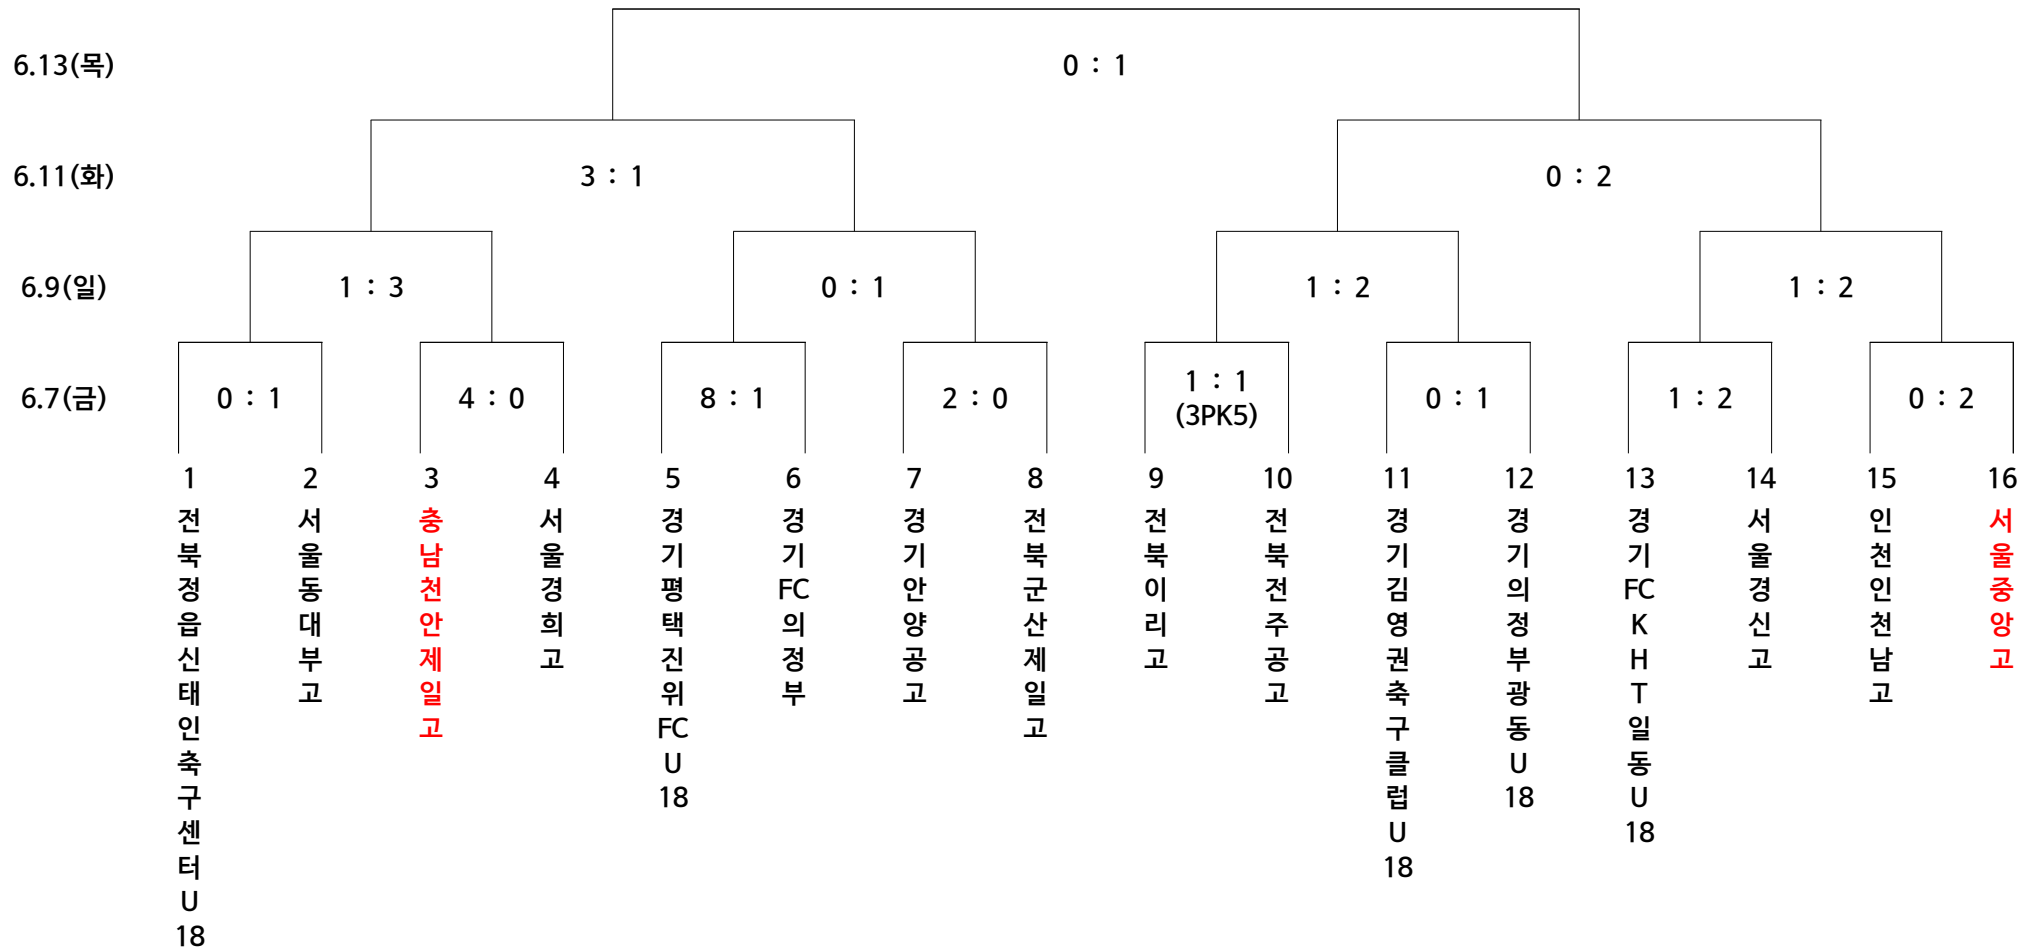 6.13(목) 0 : 1
6.11(화) 3 : 1 0 : 2
6.9(일) 1 : 3 0 : 1 1 : 2 1 : 2
6.7(금) 0 : 1 4 : 0 8 : 1 2 : 0 1 : 1 (3PK5) 0 : 1 1 : 2 0 : 2
1 2 3 4 5 6 7 8 9 10 11 12 13 14 15 16
전북정읍신태인축구센터U18
서울동대부고
충남천안제일고
서울경희고
경기평택진위FCU18
경기FC의정부
경기안양공고
전북군산제일고
전북이리고
전북전주공고
경기김영권축구클럽U18
경기의정부광동U18
경기FCKHT일동U18
서울경신고
인천인천남고
서울중앙고